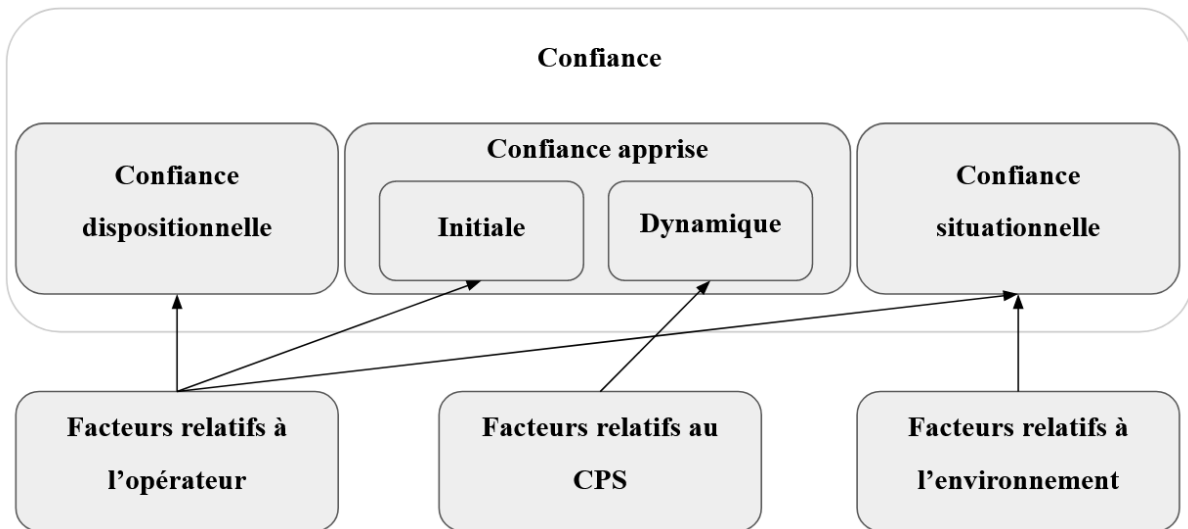 Confiance
Confiance
dispositionnelle
Confiance apprise
Initiale
Dynamique
Confiance
situationnelle
Facteurs relatifs à
l’opérateur
Facteurs relatifs au
CPS
Facteurs relatifs à
l’environnement